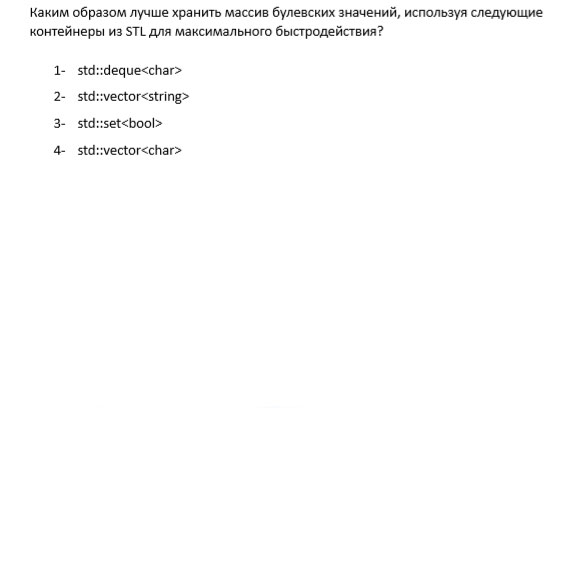 Каким образом лучше хранить массив булевских значений, используя следующие
контейнеры из STL для максимального быстродействия?
1- std::deque<char>
2- std::vector<string>
3- std::set<bool>
4- std::vector<char>